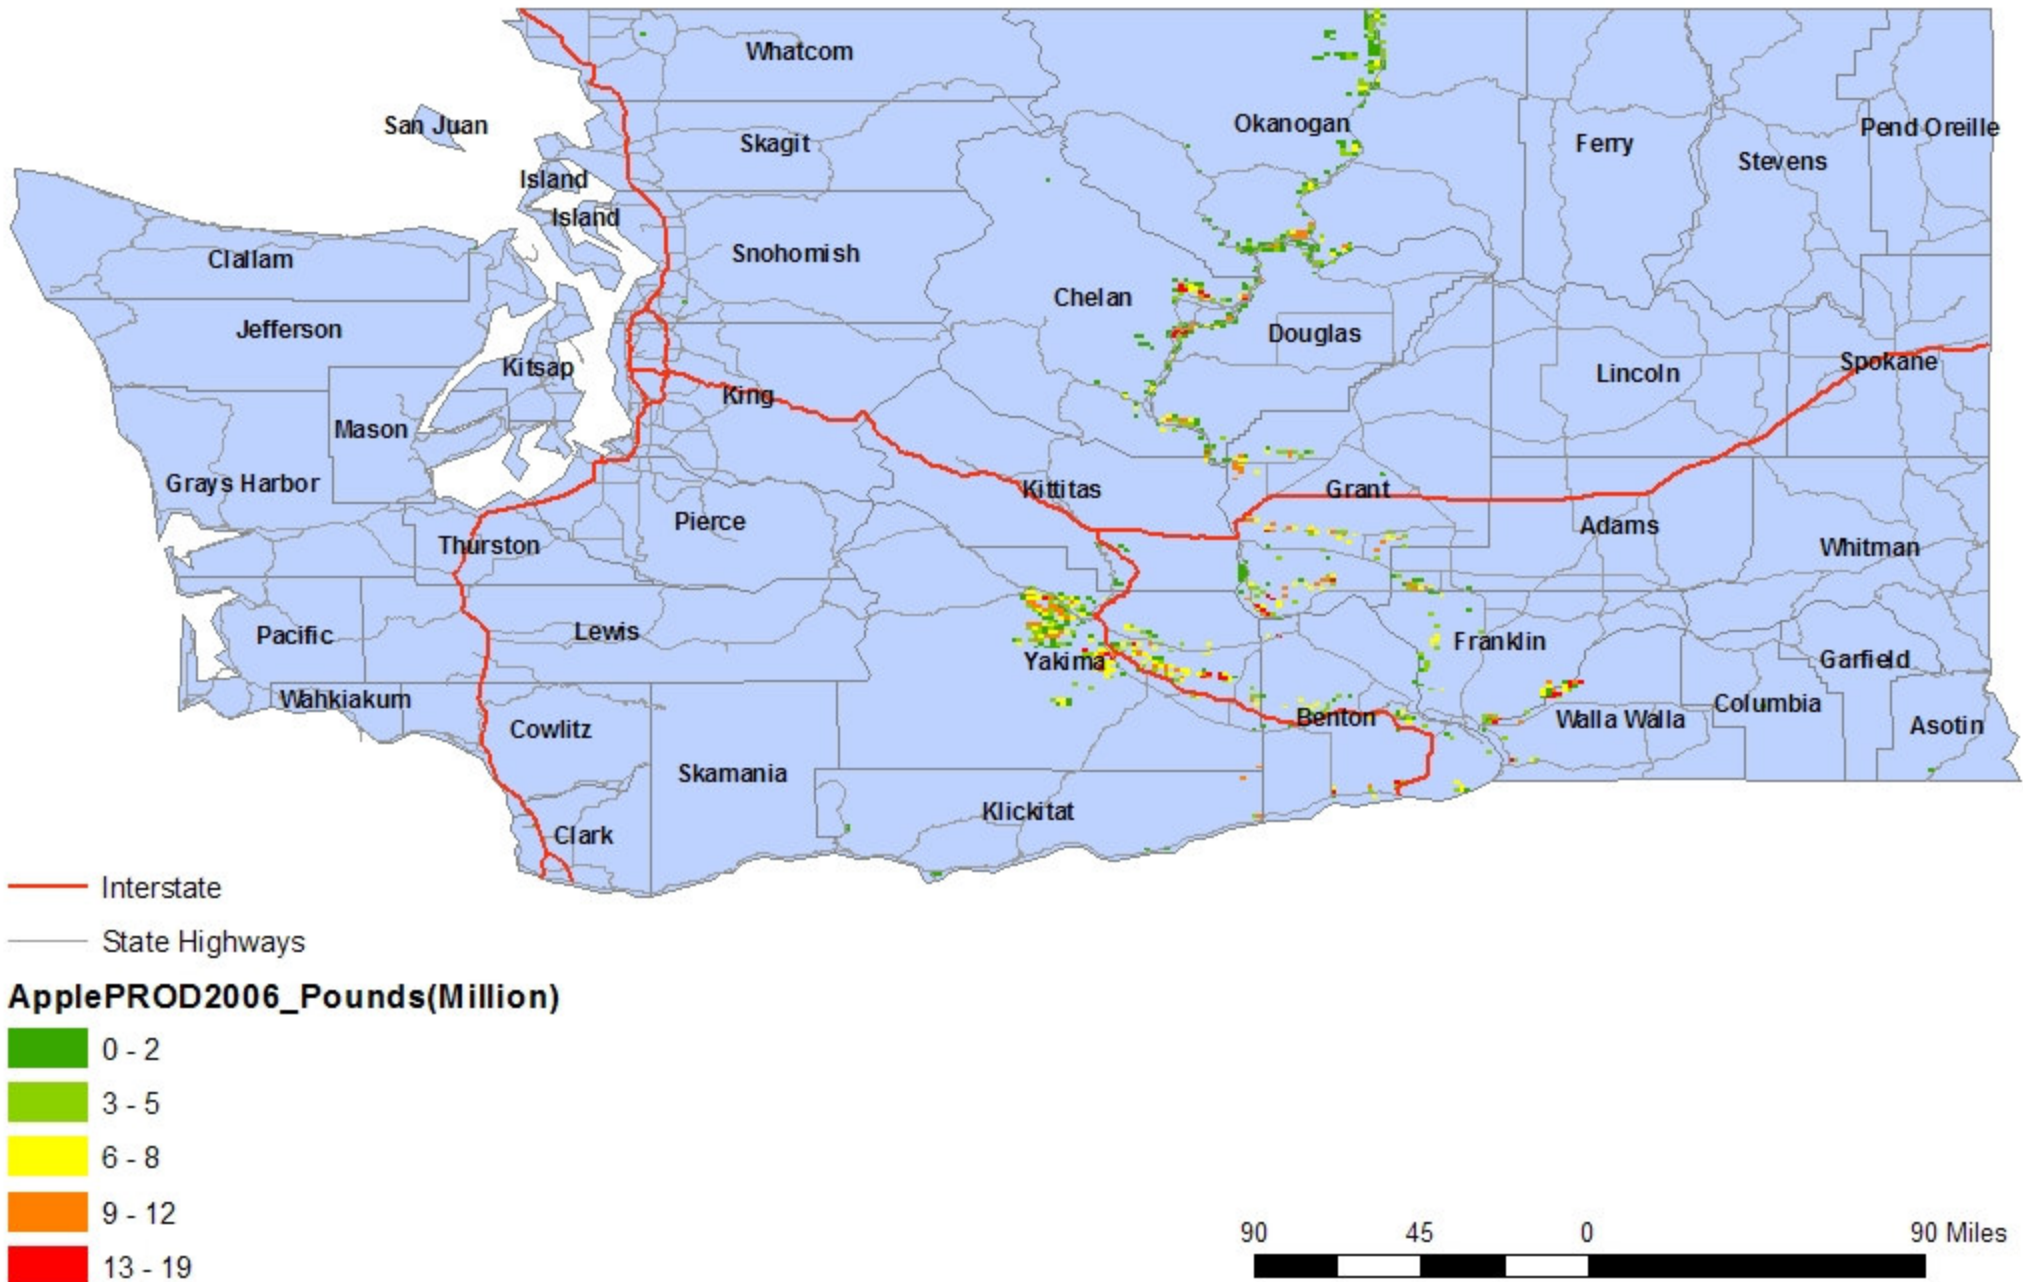 Whatcom
San Juan
Okanogan
Pend Oreille
Skagit
Ferry
Stevens
Island
Island
Snohomish
Clallam
Chelan
Jefferson
Douglas
Kitsap
Spokane
Lincoln
King
Mason
Grays Harbor
Kittitas
Grant
Pierce
Adams
Thurston
Whitman
Pacific
Lewis
Franklin
Yakima
Garfield
Wahkiakum
Columbia
Cowlitz
Benton
Walla Walla
Asotin
Skamania
Klickitat
Clark
Interstate
State Highways
ApplePROD2006_Pounds(Million)
0 - 2
3 - 5
6 - 8
9 - 12
13 - 19
90 45 0 90 Miles